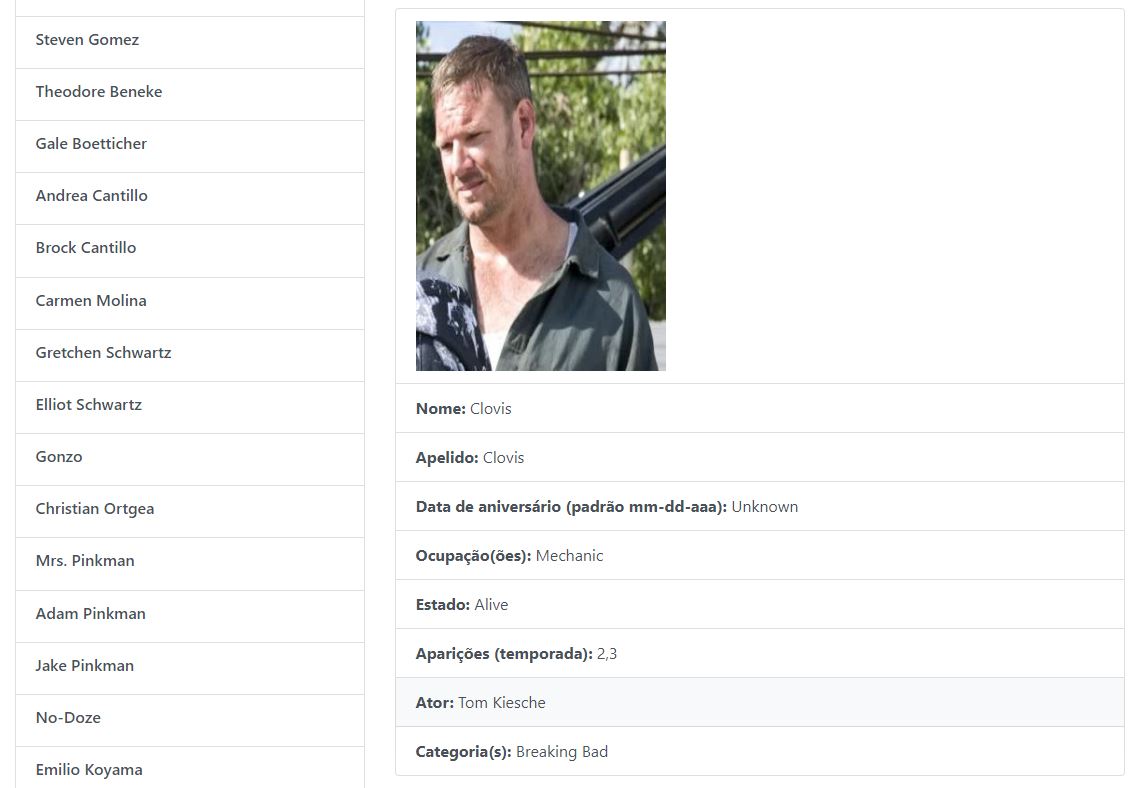 Steven Gomez
Theodore Beneke
Gale Boetticher
Andrea Cantillo
Brock Cantillo
Carmen Molina
Gretchen Schwartz
Elliot Schwartz
Gonzo
Christian Ortgea
Mrs. Pinkman
Adam Pinkman
Jake Pinkman
No-Doze
Emilio Koyama
Nome: Clovis
Apelido: Clovis
Data de aniversário (padrão mm-dd-aaa): Unknown
Ocupação(ões): Mechanic
Estado: Alive
Aparições (temporada): 2,3
Ator: Tom Kiesche
Categoria(s): Breaking Bad